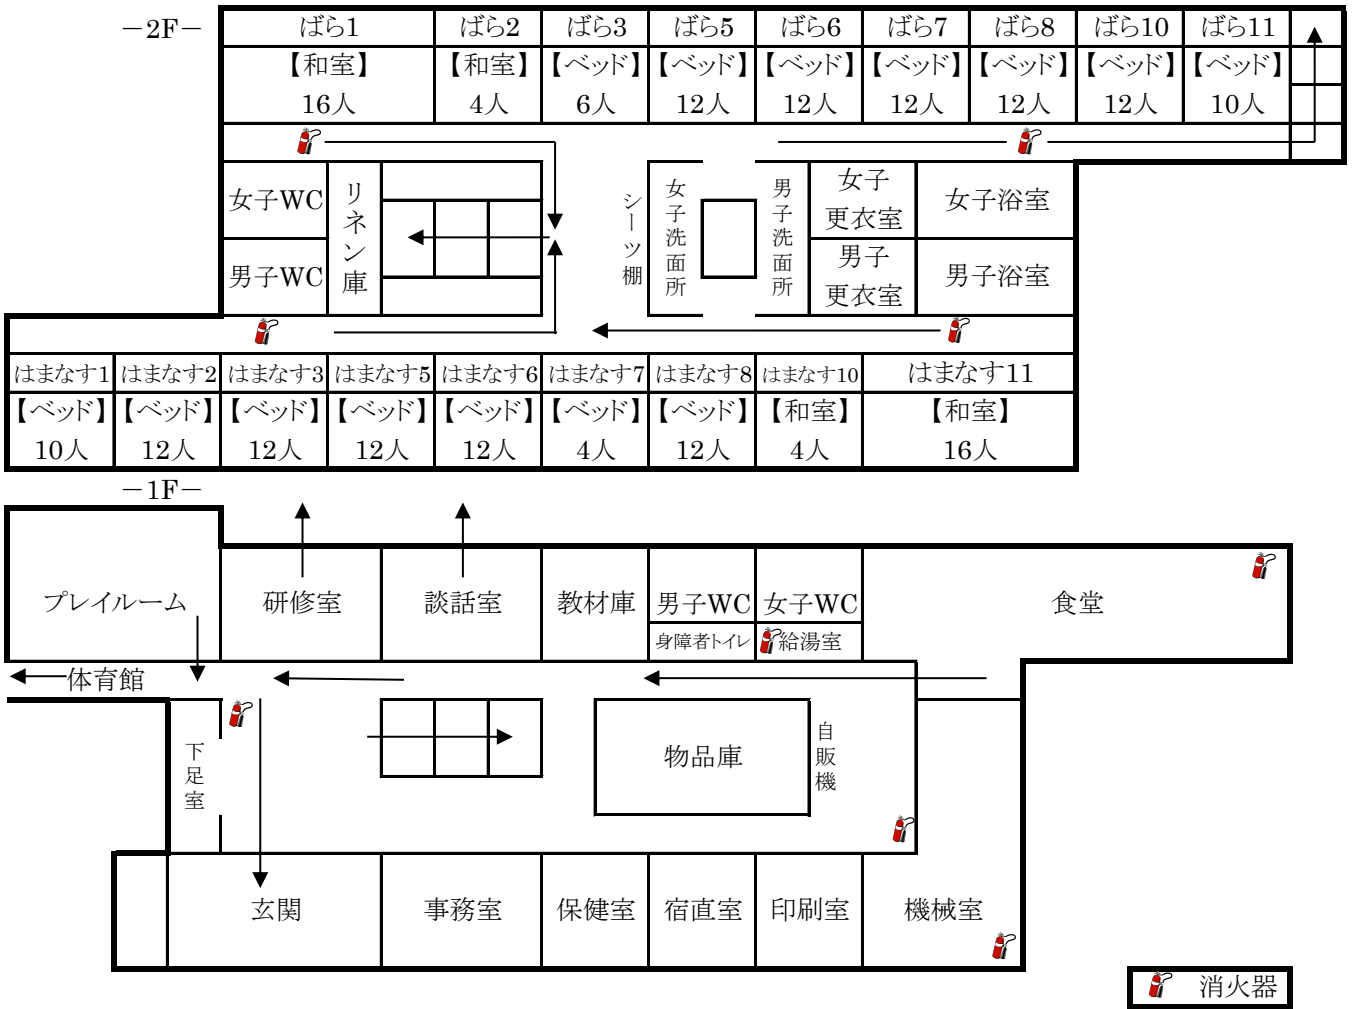 －2F－
ばら1 ばら2 ばら3 ばら5 ばら6 ばら7 ばら8 ばら10 ばら11
【和室】 【和室】 【ベッド】 【ベッド】 【ベッド】 【ベッド】 【ベッド】 【ベッド】 【ベッド】
16人 4人 6人 12人 12人 12人 12人 12人 10人
女子WC
男子WC
リネン庫
シーツ棚
女子洗面所
男子洗面所
女子
更衣室
男子
更衣室
女子浴室
男子浴室
はまなす1 はまなす2 はまなす3 はまなす5 はまなす6 はまなす7 はまなす8 はまなす10 はまなす11
【ベッド】 【ベッド】 【ベッド】 【ベッド】 【ベッド】 【ベッド】 【ベッド】 【和室】 【和室】
10人 12人 12人 12人 12人 4人 12人 4人 16人
－1F－
プレイルーム 研修室 談話室 教材庫 男子WC 女子WC 食堂
身障者トイレ 給湯室
体育館
下足室
物品庫
自販機
玄関 事務室 保健室 宿直室 印刷室 機械室
消火器